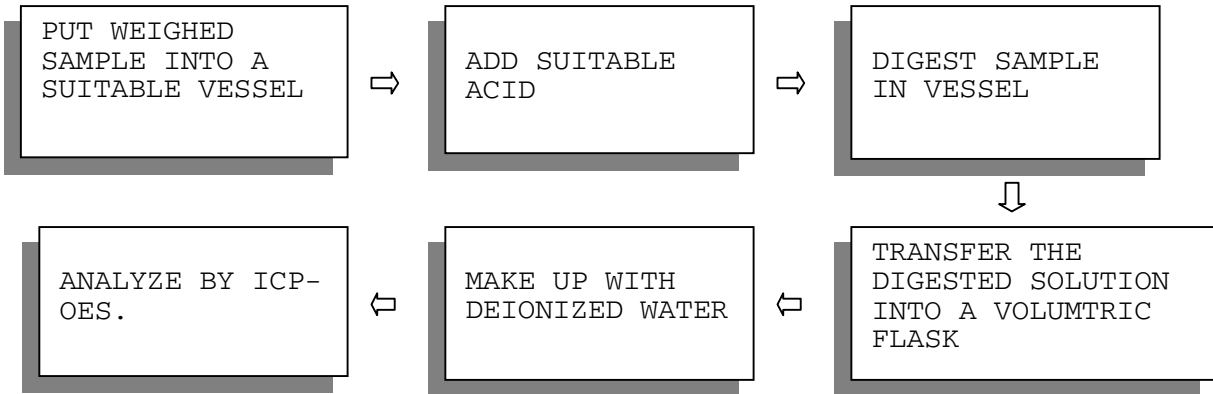 PUT WEIGHED
SAMPLE INTO A
SUITABLE VESSEL
ADD SUITABLE
ACID
DIGEST SAMPLE
IN VESSEL
TRANSFER THE
DIGESTED SOLUTION
INTO A VOLUMTRIC
FLASK
MAKE UP WITH
DEIONIZED WATER
ANALYZE BY ICP-
OES.